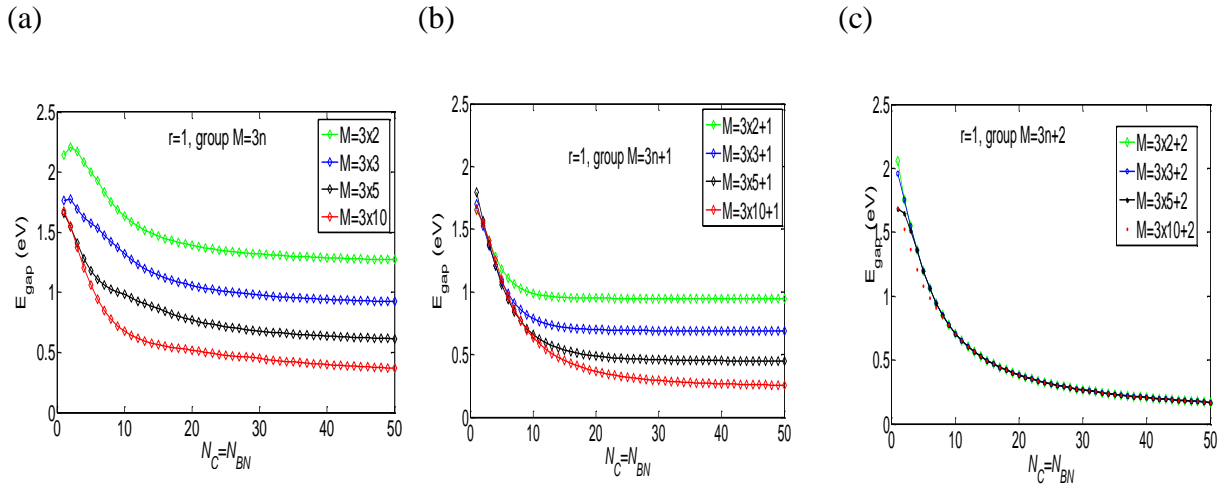 (a)
(b)
(c)
r=1, group M=3n
M=3x2
M=3x3
M=3x5
M=3x10
E_gap (eV)
2.5
2
1.5
1
0.5
0
0 10 20 30 40 50
N_C=N_BN
r=1, group M=3n+1
M=3x2+1
M=3x3+1
M=3x5+1
M=3x10+1
E_gap (eV)
2.5
2
1.5
1
0.5
0
0 10 20 30 40 50
N_C=N_BN
r=1, group M=3n+2
M=3x2+2
M=3x3+2
M=3x5+2
M=3x10+2
E_gap (eV)
2.5
2
1.5
1
0.5
0
0 10 20 30 40 50
N_C=N_BN